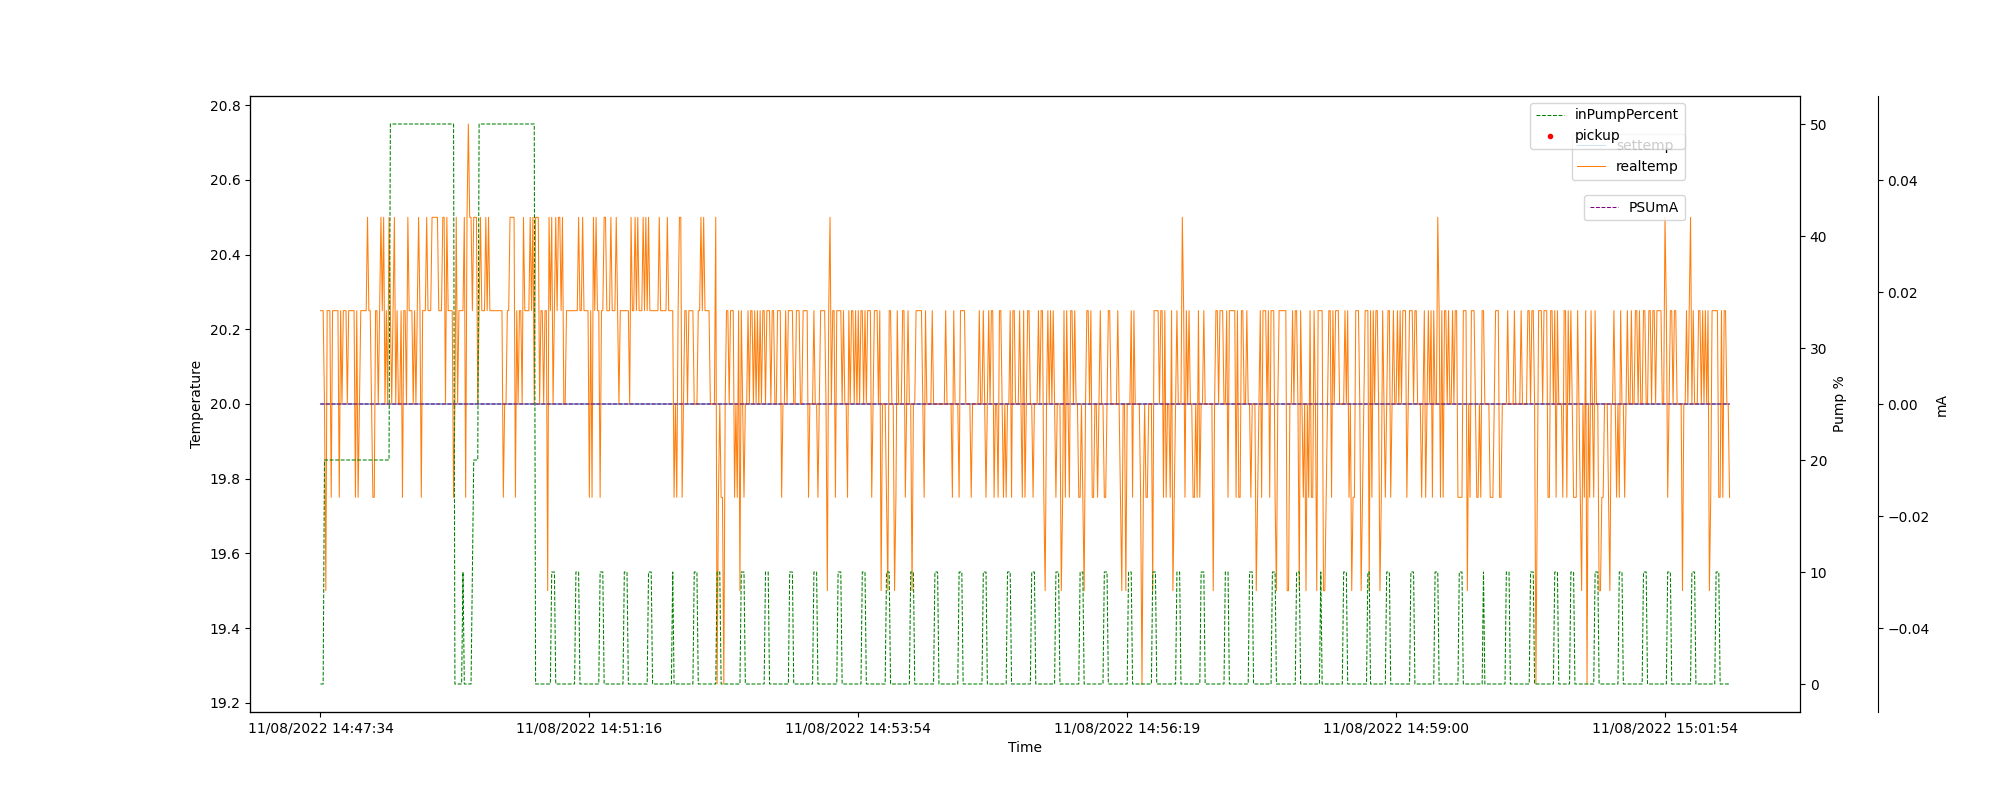 20.8
20.6
20.4
20.2
20.0
19.8
19.6
19.4
19.2
Temperature
11/08/2022 14:47:34
11/08/2022 14:51:16
11/08/2022 14:53:54
11/08/2022 14:56:19
11/08/2022 14:59:00
11/08/2022 15:01:54
Time
inPumpPercent
pickup
settemp
realtemp
PSUmA
50
40
30
20
10
0
Pump %
0.04
0.02
0.00
−0.02
−0.04
mA